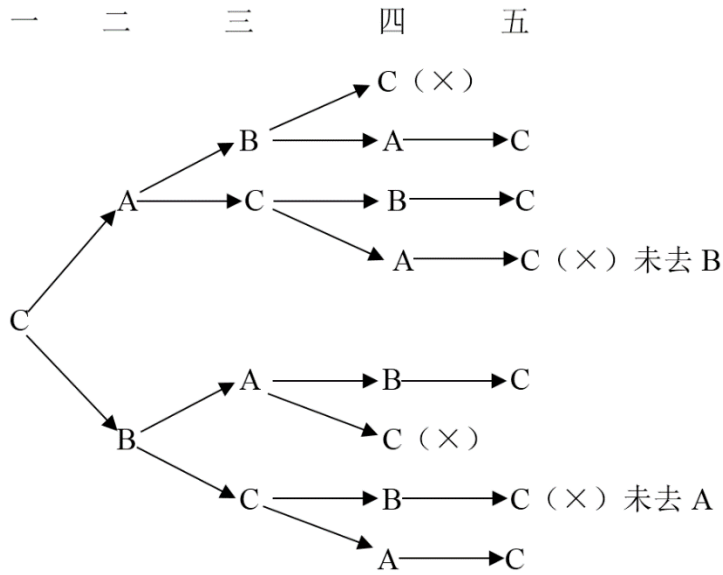 一 二 三 四 五
C（×）
B A C
A C B C
A C（×）未去 B
C
A B C
B C（×）
C B C（×）未去 A
A C